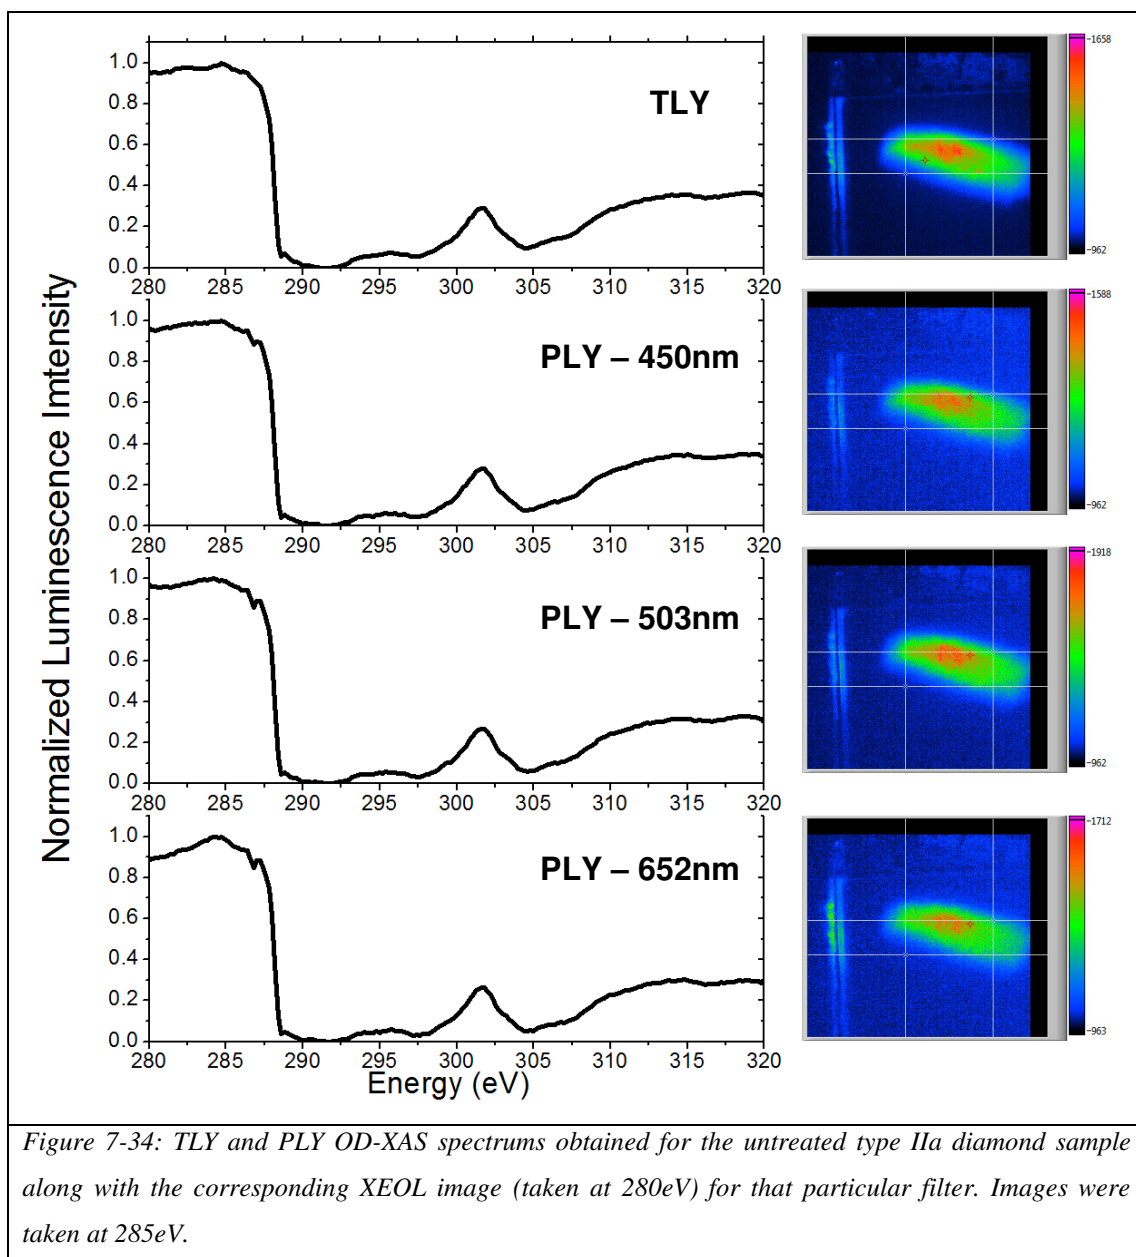 Normalized Luminescence Imtensity
TLY
1.0
0.8
0.6
0.4
0.2
0.0
280 285 290 295 300 305 310 315 320
1658
962
PLY – 450nm
1.0
0.8
0.6
0.4
0.2
0.0
280 285 290 295 300 305 310 315 320
1588
962
PLY – 503nm
1.0
0.8
0.6
0.4
0.2
0.0
280 285 290 295 300 305 310 315 320
1918
962
PLY – 652nm
1.0
0.8
0.6
0.4
0.2
0.0
280 285 290 295 300 305 310 315 320
1712
963
Energy (eV)
Figure 7-34: TLY and PLY OD-XAS spectrums obtained for the untreated type IIa diamond sample
along with the corresponding XEOL image (taken at 280eV) for that particular filter. Images were
taken at 285eV.